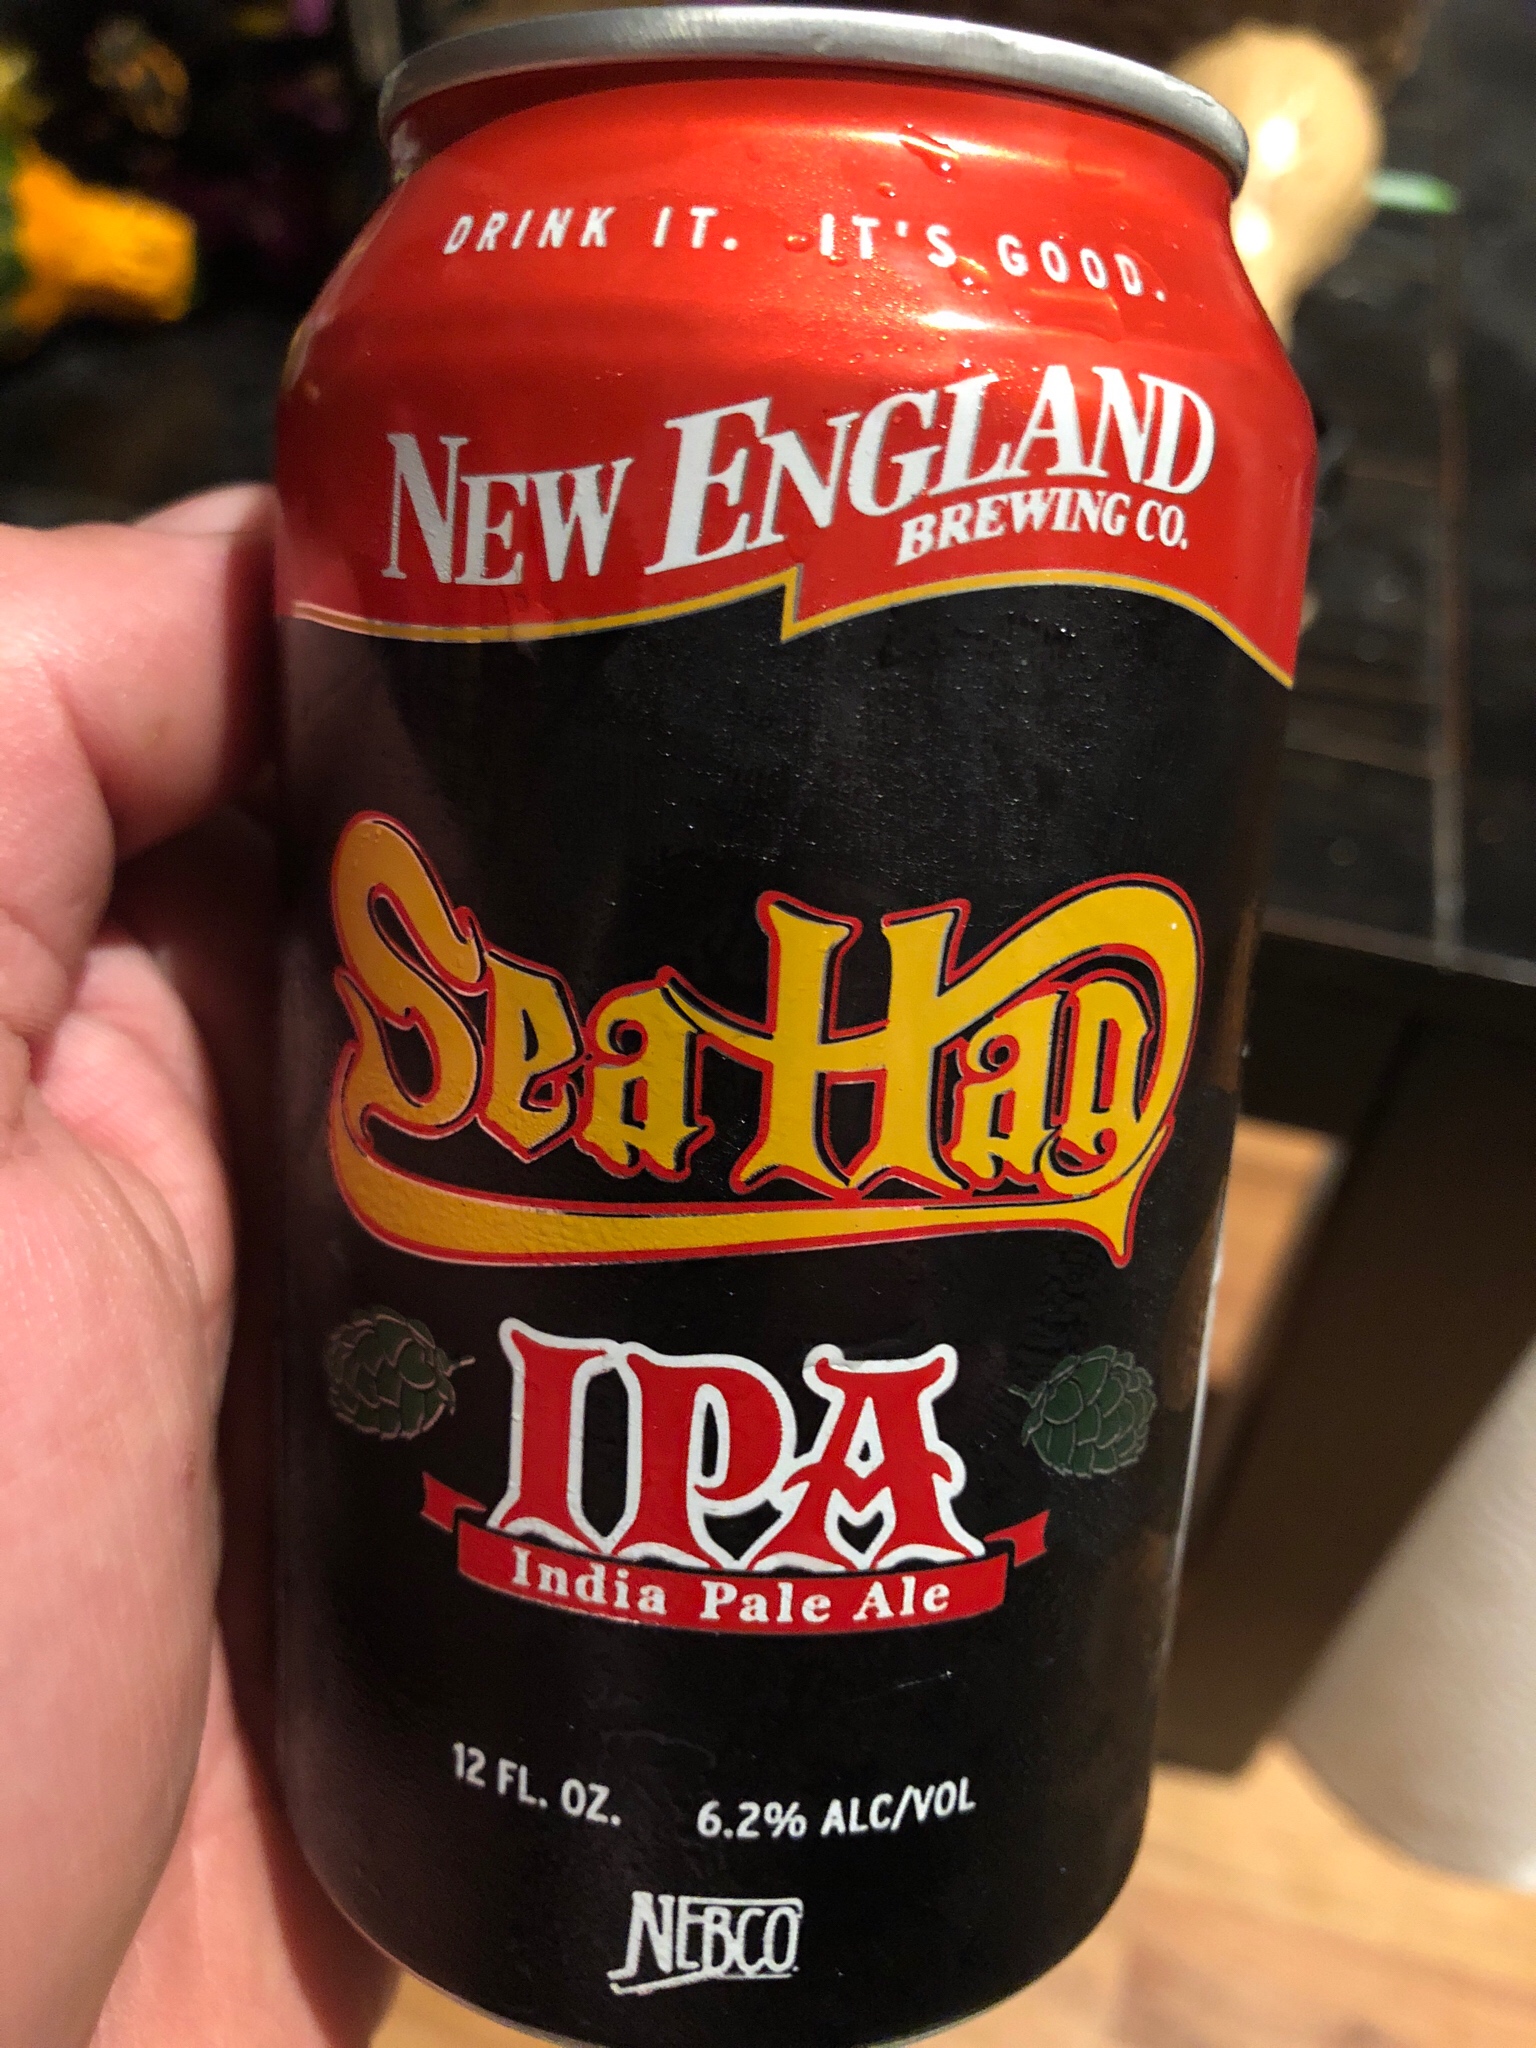 DRINK IT. IT'S GOOD.
NEW ENGLAND
BREWING CO.
Sea Hag
IPA
India Pale Ale
12 FL. OZ. 6.2% ALC/VOL
NEBCO